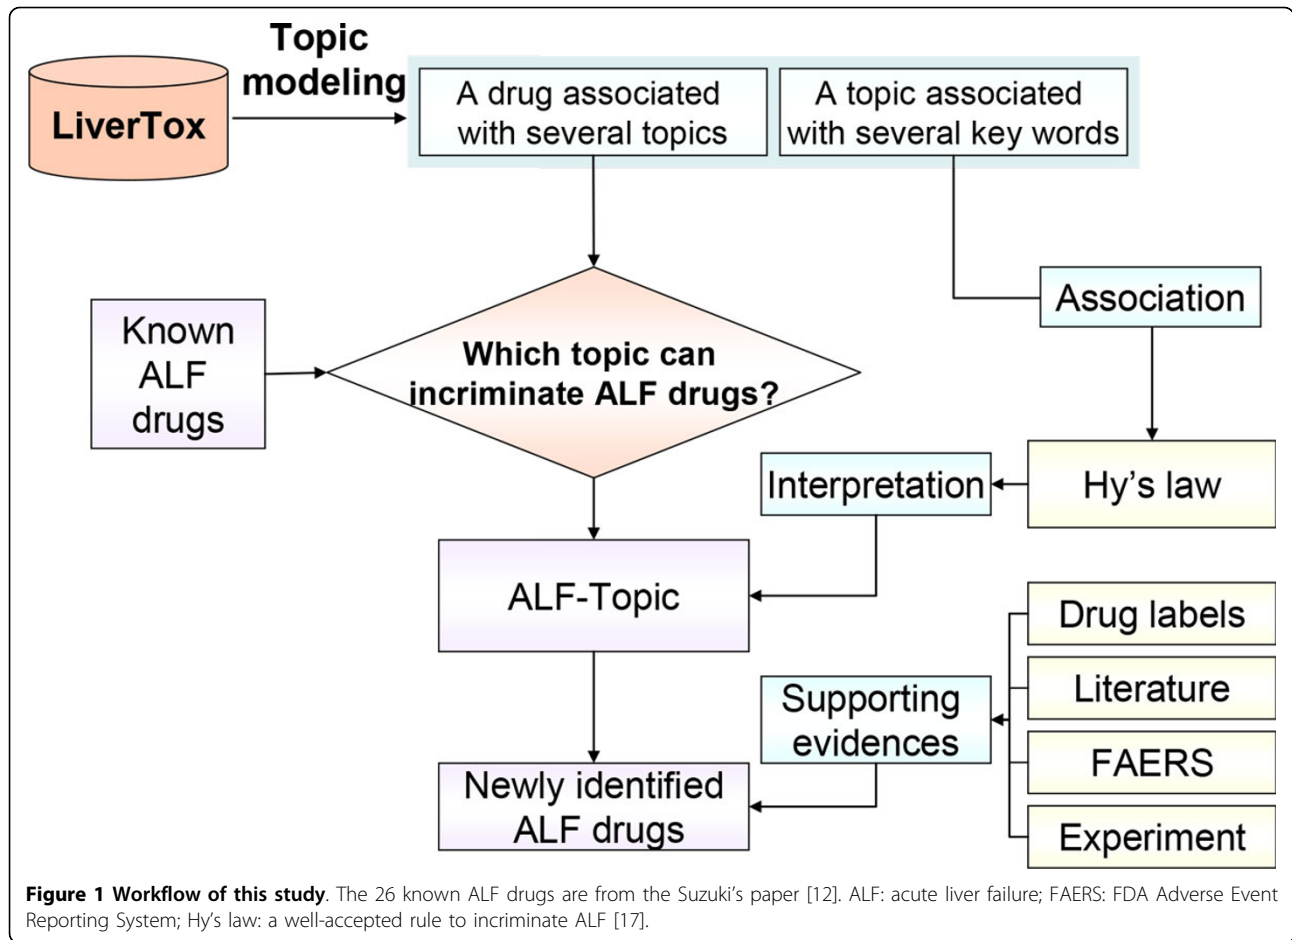 Topic
modeling
LiverTox
A drug associated
with several topics
A topic associated
with several key words
Association
Known
ALF
drugs
Which topic can
incriminate ALF drugs?
Interpretation
Hy's law
ALF-Topic
Drug labels
Supporting
evidences
Literature
FAERS
Newly identified
ALF drugs
Experiment
Figure 1 Workflow of this study. The 26 known ALF drugs are from the Suzuki's paper [12]. ALF: acute liver failure; FAERS: FDA Adverse Event
Reporting System; Hy's law: a well-accepted rule to incriminate ALF [17].